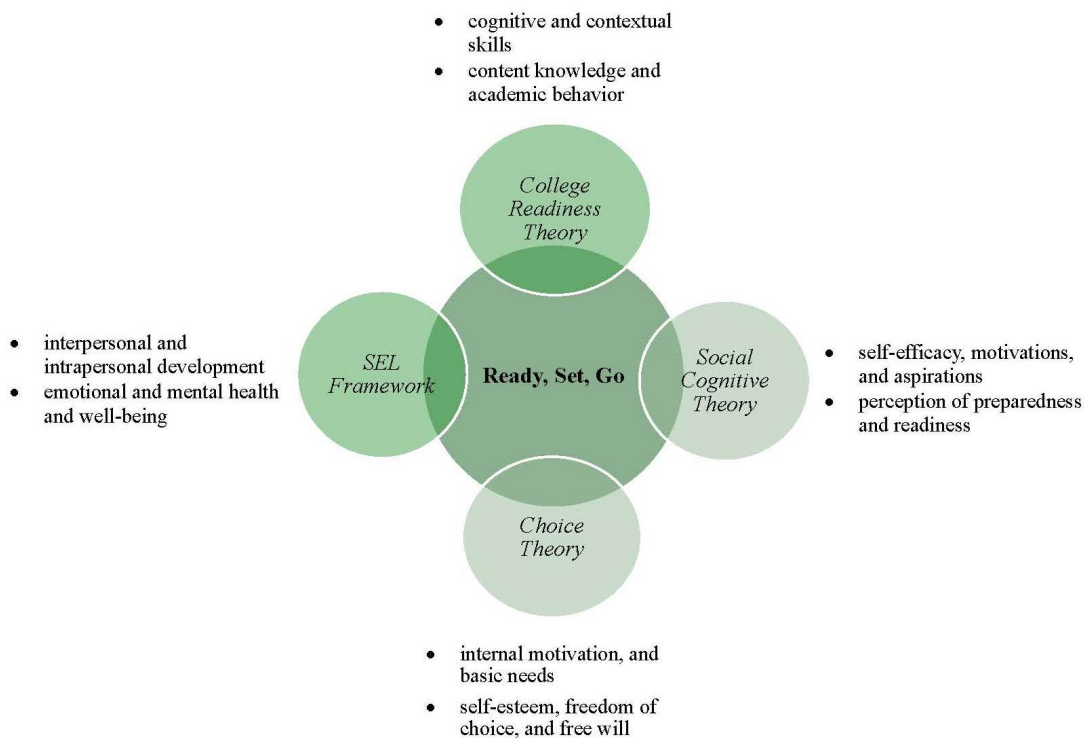 • cognitive and contextual
skills
• content knowledge and
academic behavior
College
Readiness
Theory
• interpersonal and
intrapersonal development
• emotional and mental health
and well-being
SEL
Framework
Ready, Set, Go
Social
Cognitive
Theory
• self-efficacy, motivations,
and aspirations
• perception of preparedness
and readiness
Choice
Theory
• internal motivation, and
basic needs
• self-esteem, freedom of
choice, and free will